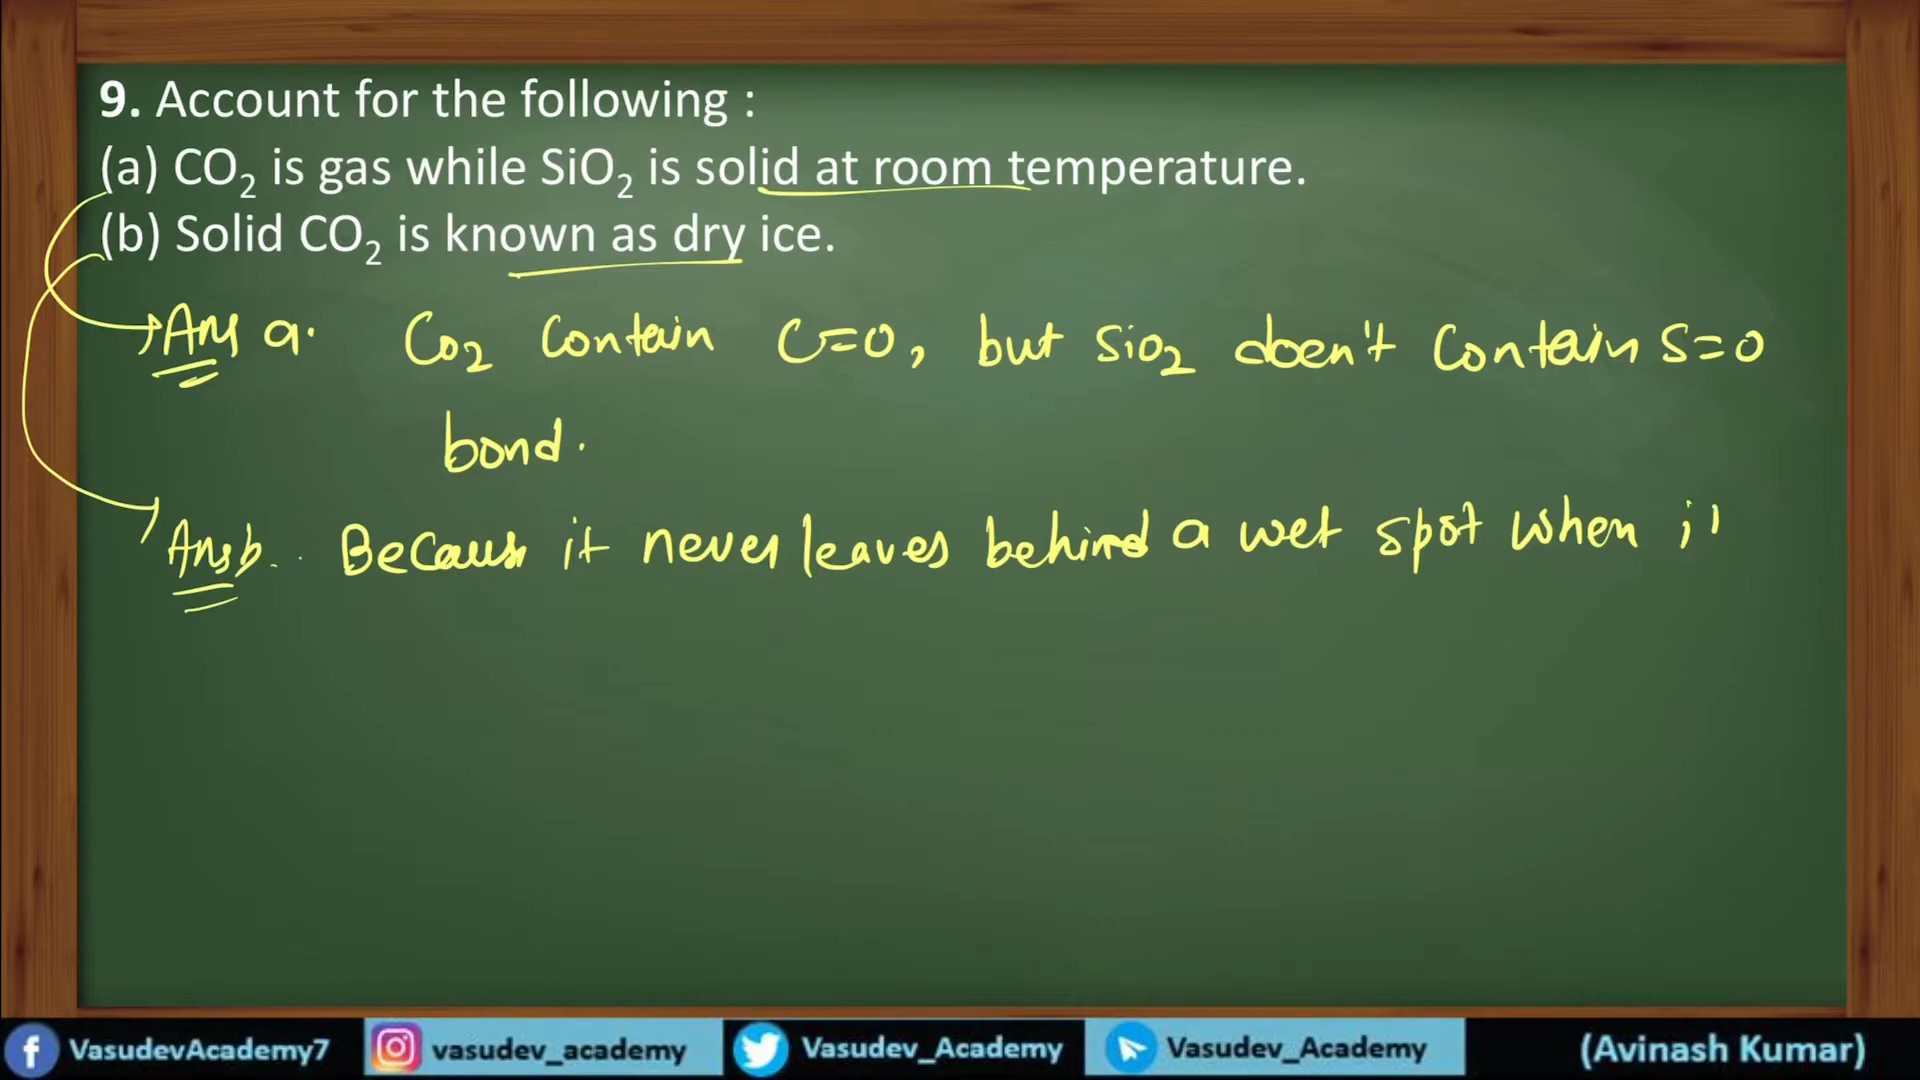 9. Account for the following :
(a) CO₂ is gas while SiO₂ is solid at room temperature.
(b) Solid CO₂ is known as dry ice.
Ans a. CO2 Contain C=O, but SiO2 doen't Contain S=O
bond.
Ans b. Because it never leaves behind a wet spot when
VasudevAcademy7 vasudev_academy Vasudev_Academy Vasudev_Academy (Avinash Kumar)